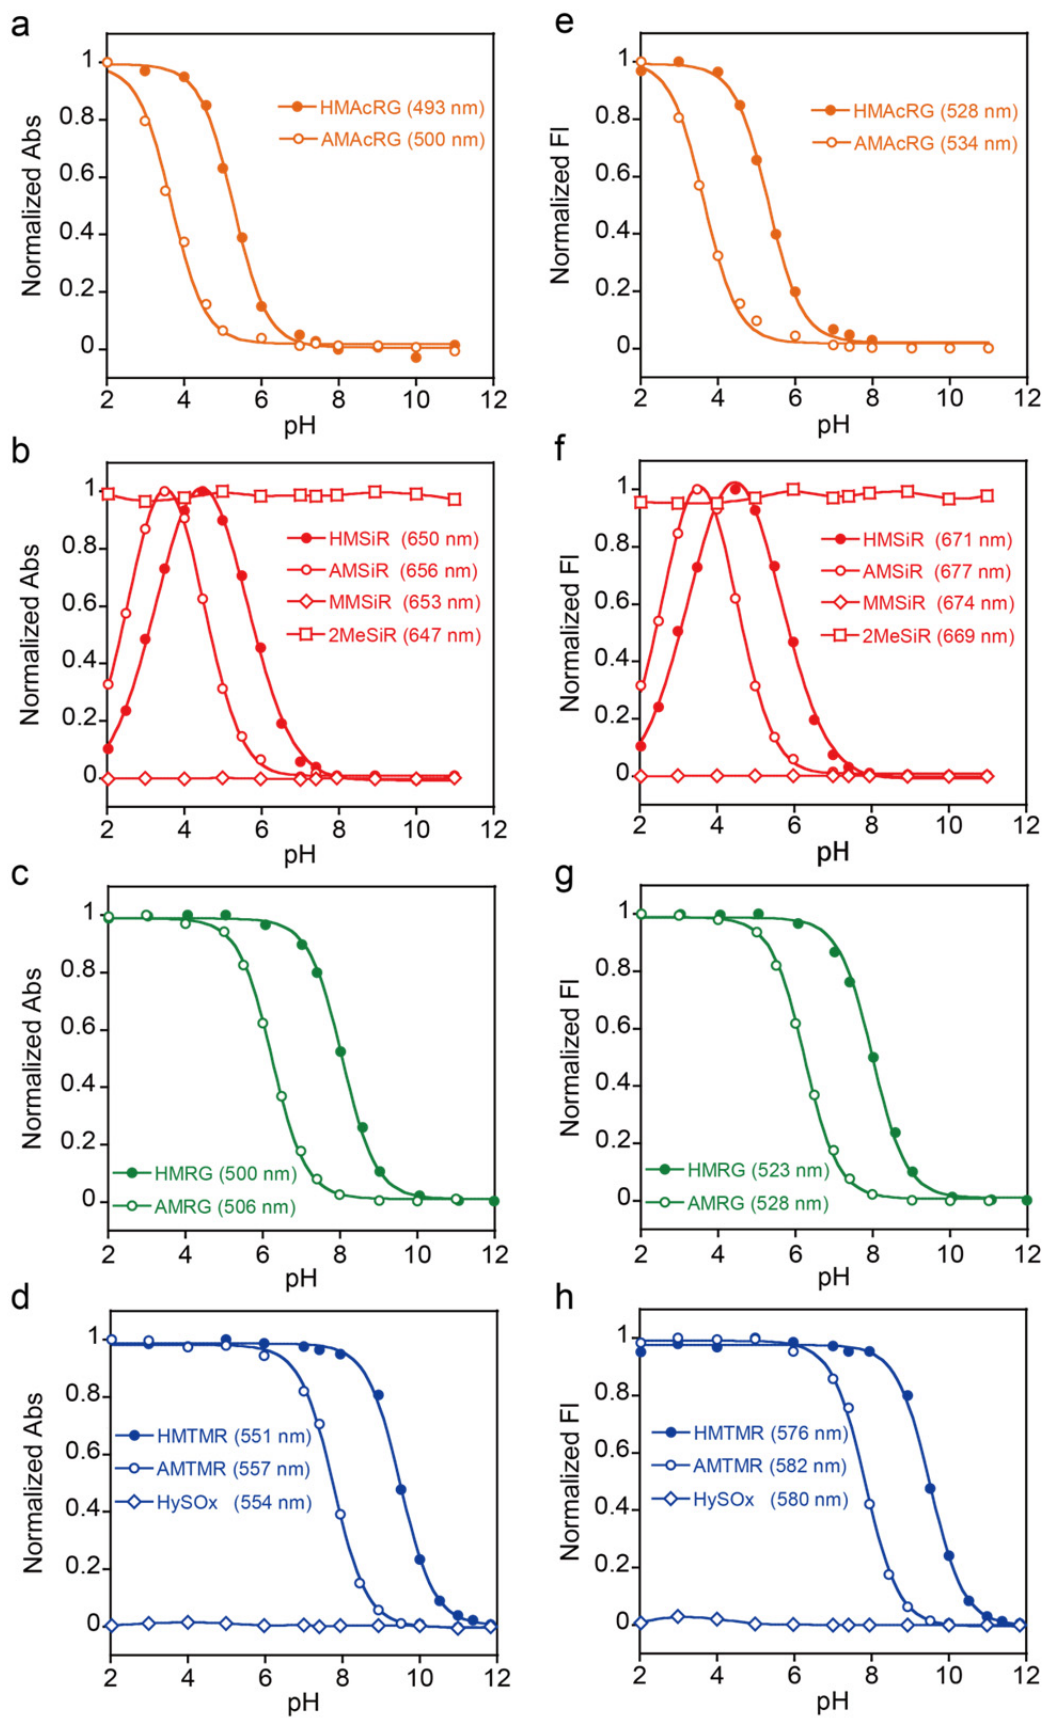 a
1
0.8
0.6
0.4
0.2
0
Normalized Abs
HMAcRG (493 nm)
AMAcRG (500 nm)
2 4 6 8 10 12
pH
e
1
0.8
0.6
0.4
0.2
0
Normalized FI
HMAcRG (528 nm)
AMAcRG (534 nm)
2 4 6 8 10 12
pH
b
1
0.8
0.6
0.4
0.2
0
Normalized Abs
HMSiR (650 nm)
AMSiR (656 nm)
MMSiR (653 nm)
2MeSiR (647 nm)
2 4 6 8 10 12
pH
f
1
0.8
0.6
0.4
0.2
0
Normalized FI
HMSiR (671 nm)
AMSiR (677 nm)
MMSiR (674 nm)
2MeSiR (669 nm)
2 4 6 8 10 12
pH
c
1
0.8
0.6
0.4
0.2
0
Normalized Abs
HMRG (500 nm)
AMRG (506 nm)
2 4 6 8 10 12
pH
g
1
0.8
0.6
0.4
0.2
0
Normalized FI
HMRG (523 nm)
AMRG (528 nm)
2 4 6 8 10 12
pH
d
1
0.8
0.6
0.4
0.2
0
Normalized Abs
HMTMR (551 nm)
AMTMR (557 nm)
HySOx (554 nm)
2 4 6 8 10 12
pH
h
1
0.8
0.6
0.4
0.2
0
Normalized FI
HMTMR (576 nm)
AMTMR (582 nm)
HySOx (580 nm)
2 4 6 8 10 12
pH